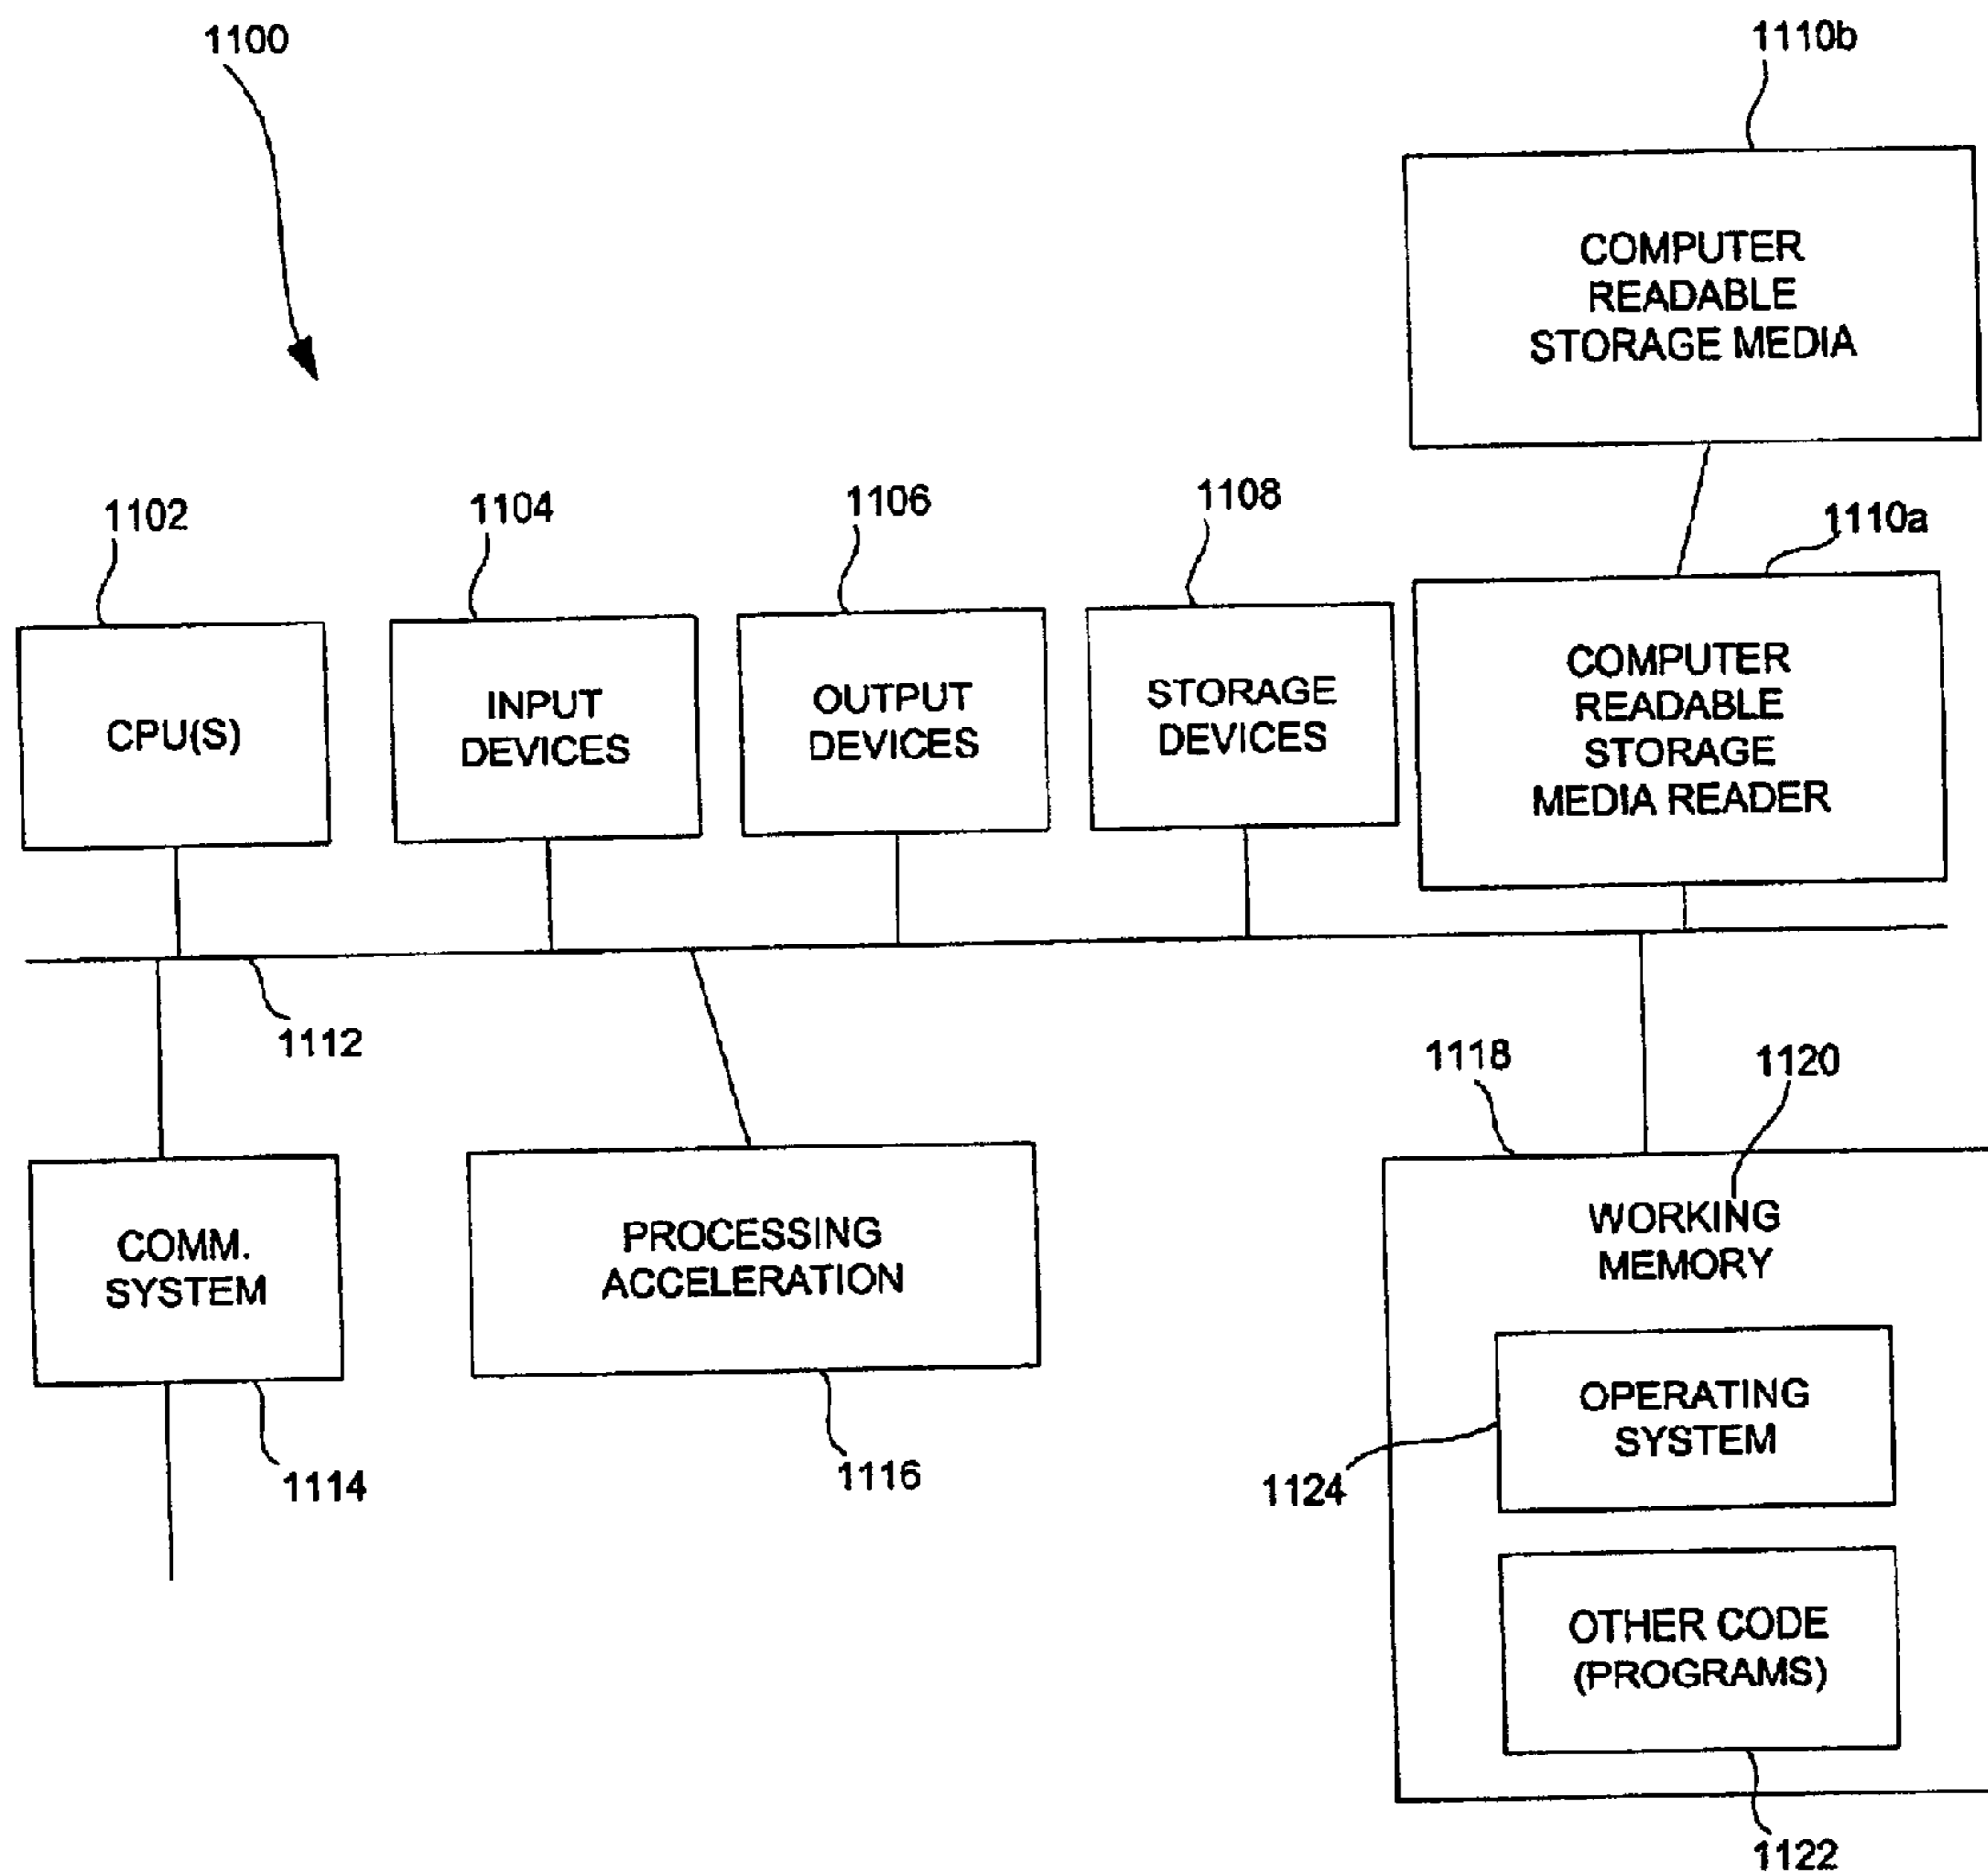 1100
1110b
COMPUTER
READABLE
STORAGE MEDIA
1102
1104
1106
1108
1110a
CPU(S)
INPUT
DEVICES
OUTPUT
DEVICES
STORAGE
DEVICES
COMPUTER
READABLE
STORAGE
MEDIA READER
1112
1118
1120
COMM.
SYSTEM
PROCESSING
ACCELERATION
WORKING
MEMORY
1114
1116
1124
OPERATING
SYSTEM
OTHER CODE
(PROGRAMS)
1122